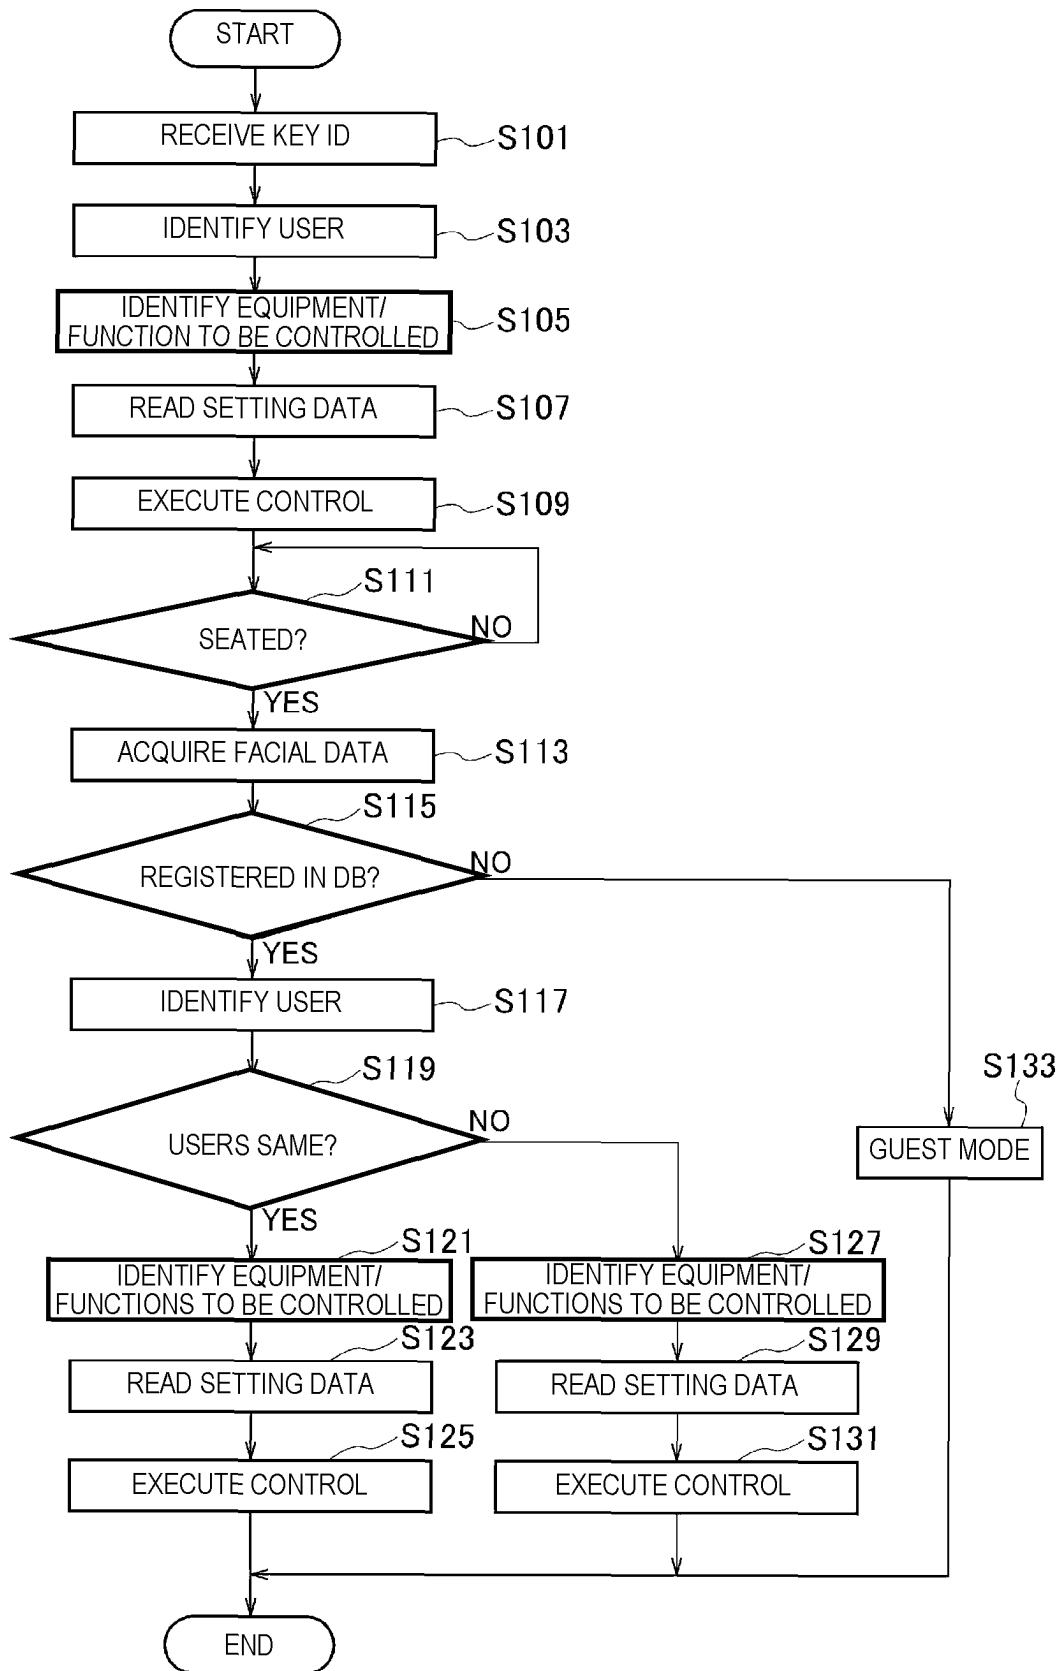 START
RECEIVE KEY ID
S101
IDENTIFY USER
S103
IDENTIFY EQUIPMENT/
FUNCTION TO BE CONTROLLED
S105
READ SETTING DATA
S107
EXECUTE CONTROL
S109
S111
SEATED?
NO
YES
ACQUIRE FACIAL DATA
S113
S115
REGISTERED IN DB?
NO
YES
IDENTIFY USER
S117
S119
USERS SAME?
NO
YES
S133
GUEST MODE
S121
IDENTIFY EQUIPMENT/
FUNCTIONS TO BE CONTROLLED
S123
READ SETTING DATA
S125
EXECUTE CONTROL
S127
IDENTIFY EQUIPMENT/
FUNCTIONS TO BE CONTROLLED
S129
READ SETTING DATA
S131
EXECUTE CONTROL
END